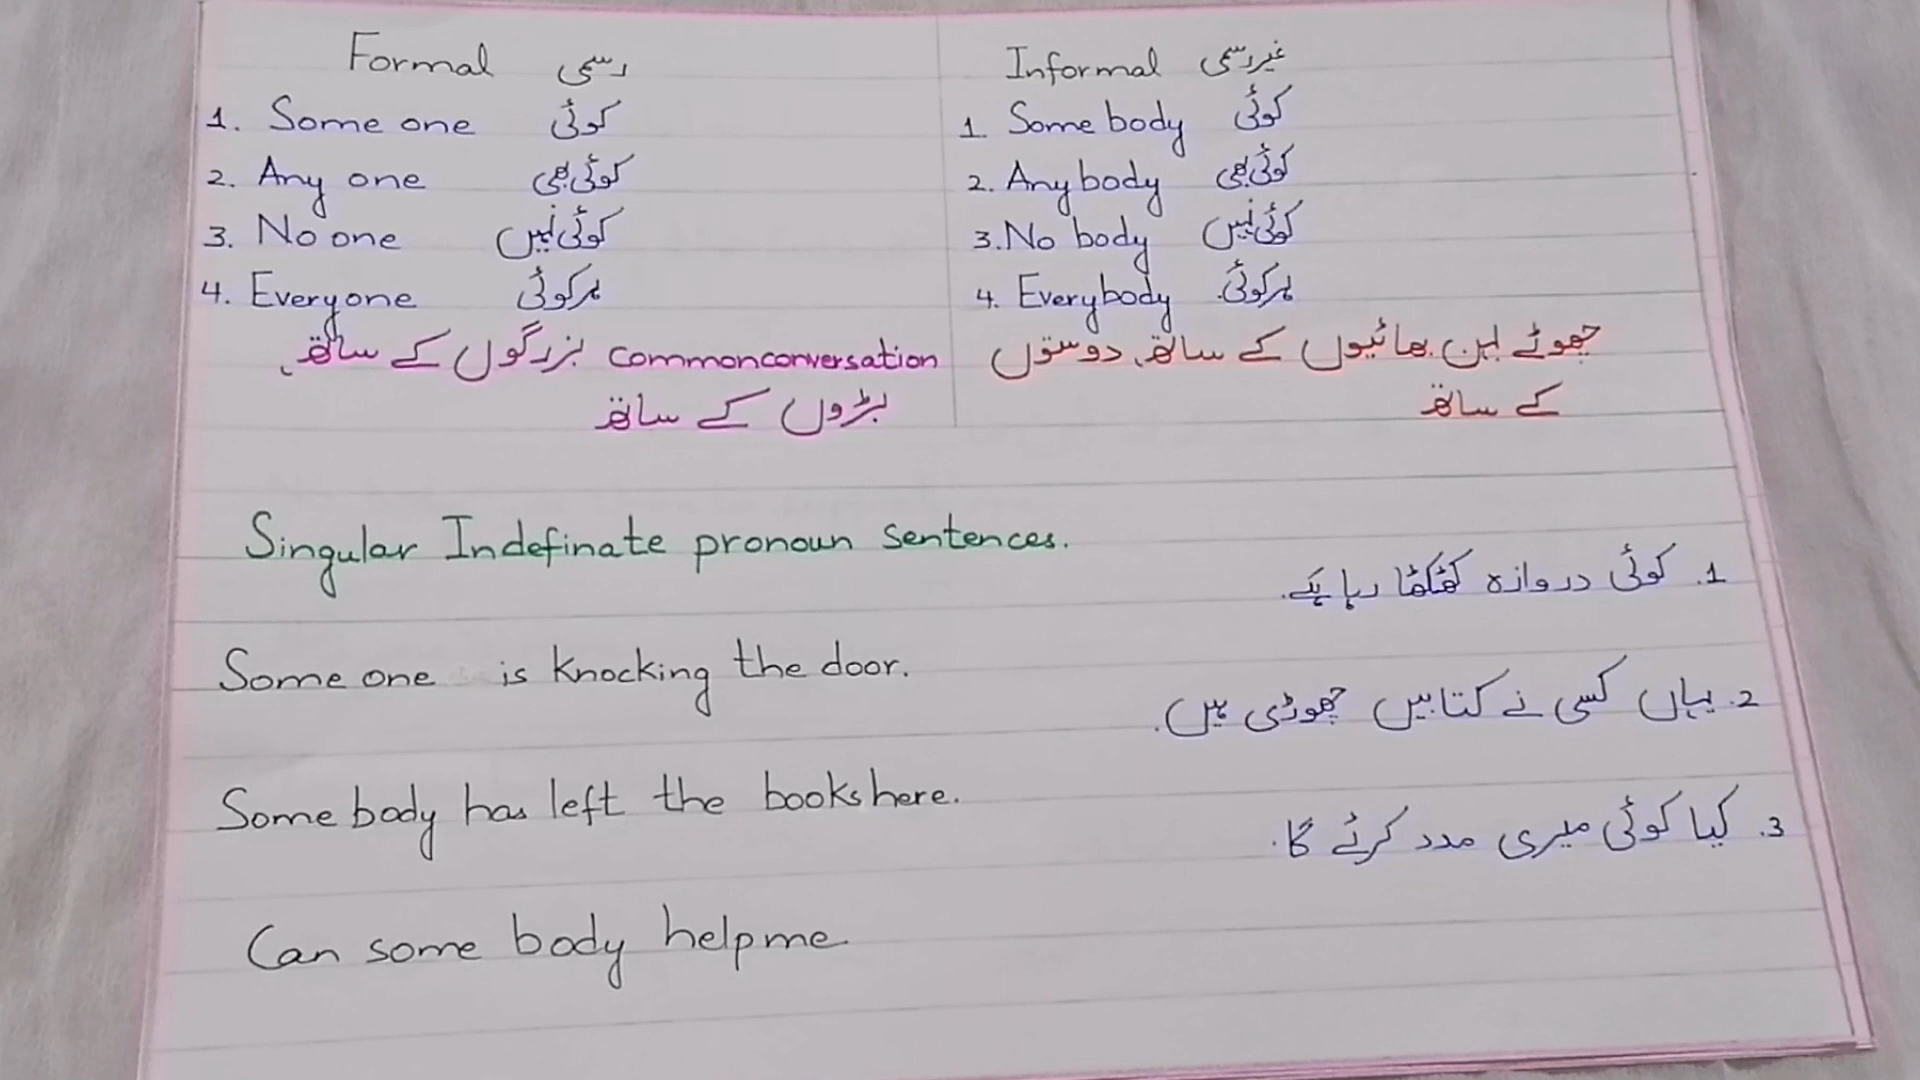 Formal رسمی
1. Some one کوئی
2. Any one کوئی بھی
3. No one کوئی نہیں
4. Everyone ہر کوئی
commonconversation بزرگوں کے ساتھ،
بڑوں کے ساتھ
Informal غیر رسمی
1. Some body کوئی
2. Any body کوئی بھی
3. No body کوئی نہیں
4. Everybody ہر کوئی.
چھوٹے بہن بھائیوں کے ساتھ، دوستوں
کے ساتھ
Singular Indefinate pronoun sentences.
1. کوئی دروازہ کھٹکھٹا رہا ہے.
Some one is knocking the door.
2. یہاں کسی نے کتابیں چھوڑی ہیں.
Some body has left the books here.
3. کیا کوئی میری مدد کرئے گا.
Can some body help me